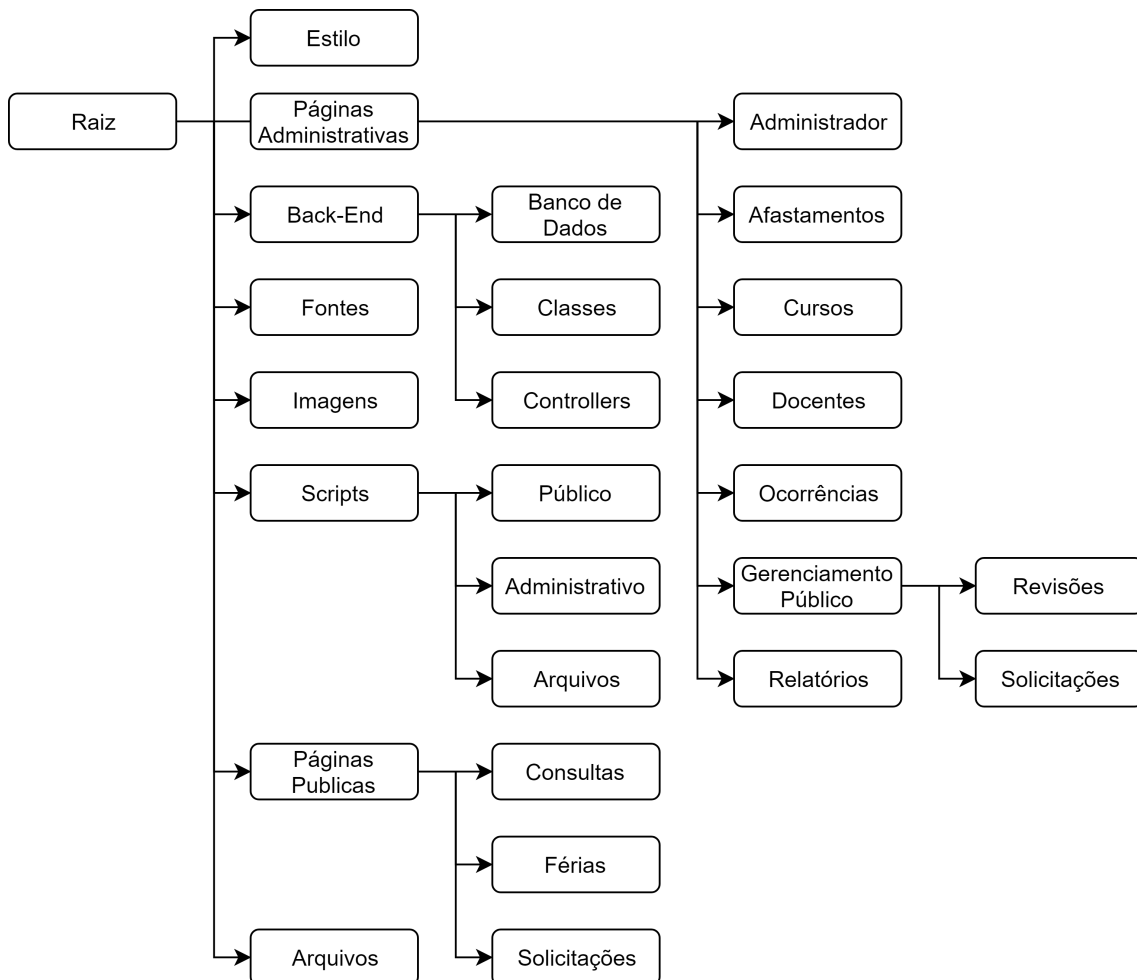 Estilo
Raiz
Páginas
Administrativas
Administrador
Back-End
Banco de
Dados
Afastamentos
Fontes
Classes
Cursos
Imagens
Controllers
Docentes
Scripts
Público
Ocorrências
Administrativo
Gerenciamento
Público
Revisões
Arquivos
Relatórios
Solicitações
Páginas
Publicas
Consultas
Férias
Arquivos
Solicitações